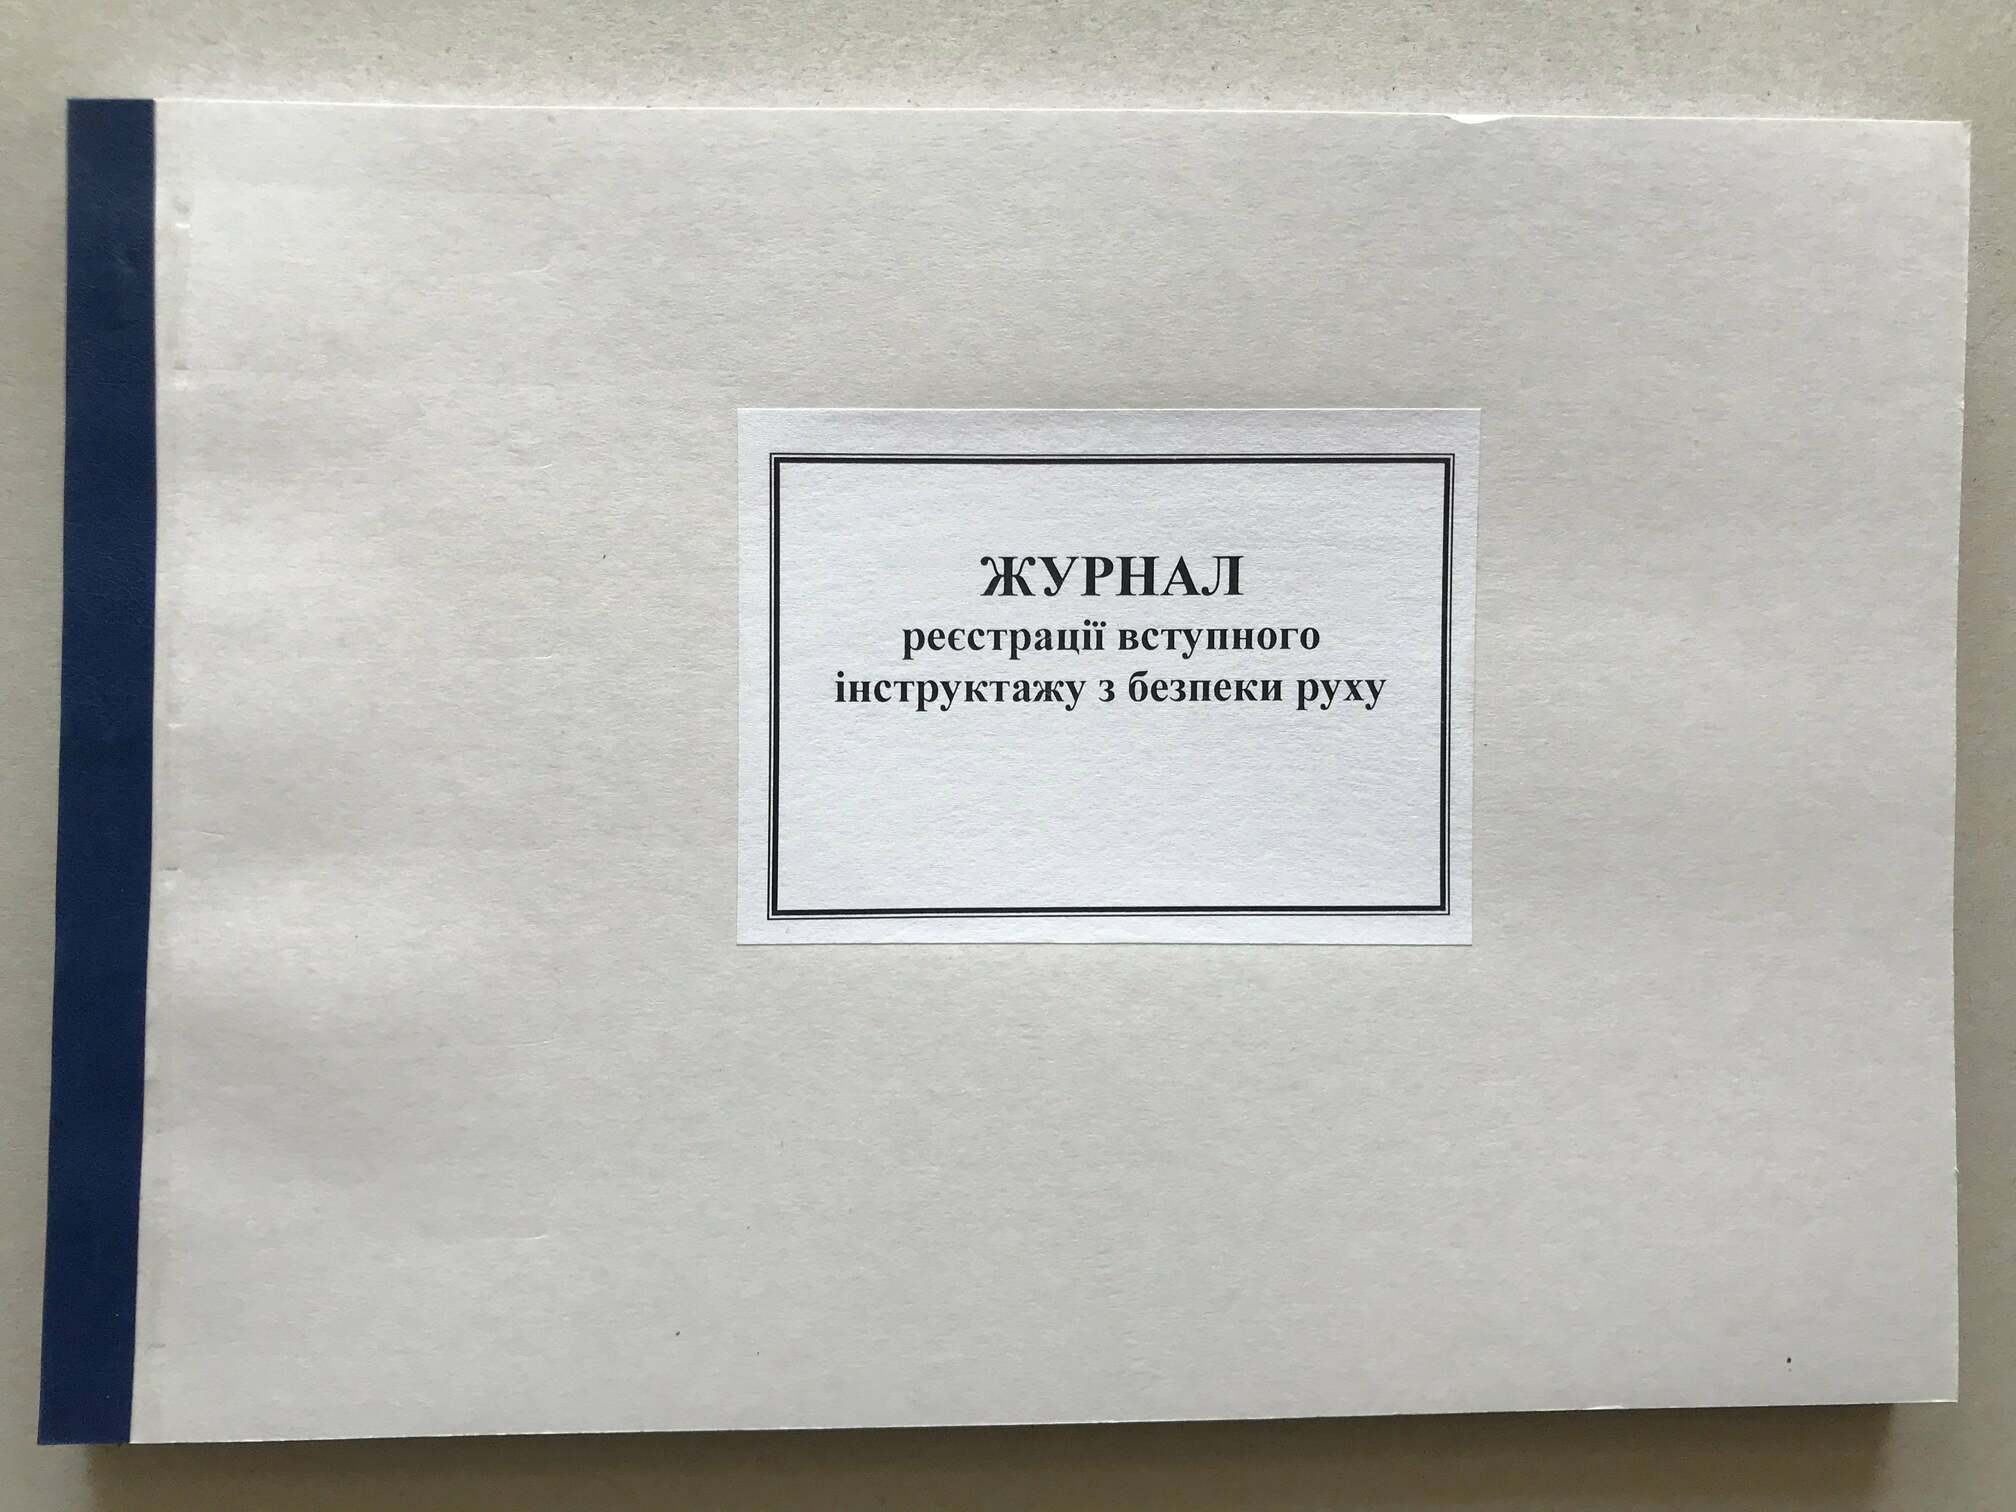 ЖУРНАЛ
реєстрації вступного
інструктажу з безпеки руху